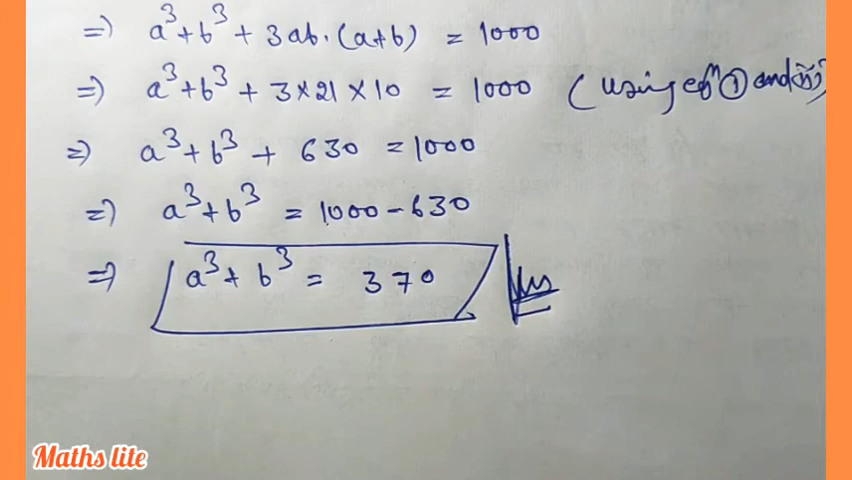 ⇒) a³+b³ + 3ab.(a+b) = 1000
⇒) a³+b³ + 3×21×10 = 1000 (using eqⁿ ① and
⇒) a³+b³ + 630 = 1000
⇒) a³+b³ = 1000-630
⇒) a³+b³ = 370 Ans
Maths lite